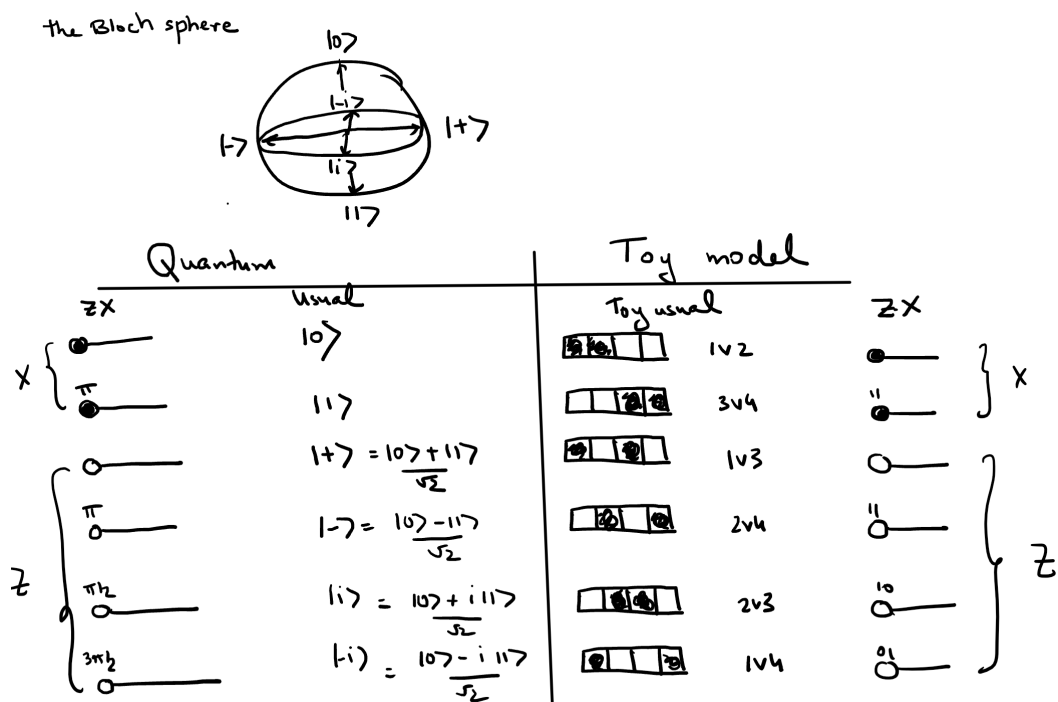 the Bloch sphere
|0>
|-i>
|-> |+>
|i>
|1>
Quantum Toy model
ZX Usual Toy usual ZX
X |0> 1v2 X
π |1> 3v4 11
|+> = |0> + |1> / √2 1v3
π |-> = |0> - |1> / √2 2v4 11
Z Z
π/2 |i> = |0> + i|1> / √2 2v3 10
3π/2 |-i> = |0> - i|1> / √2 1v4 01